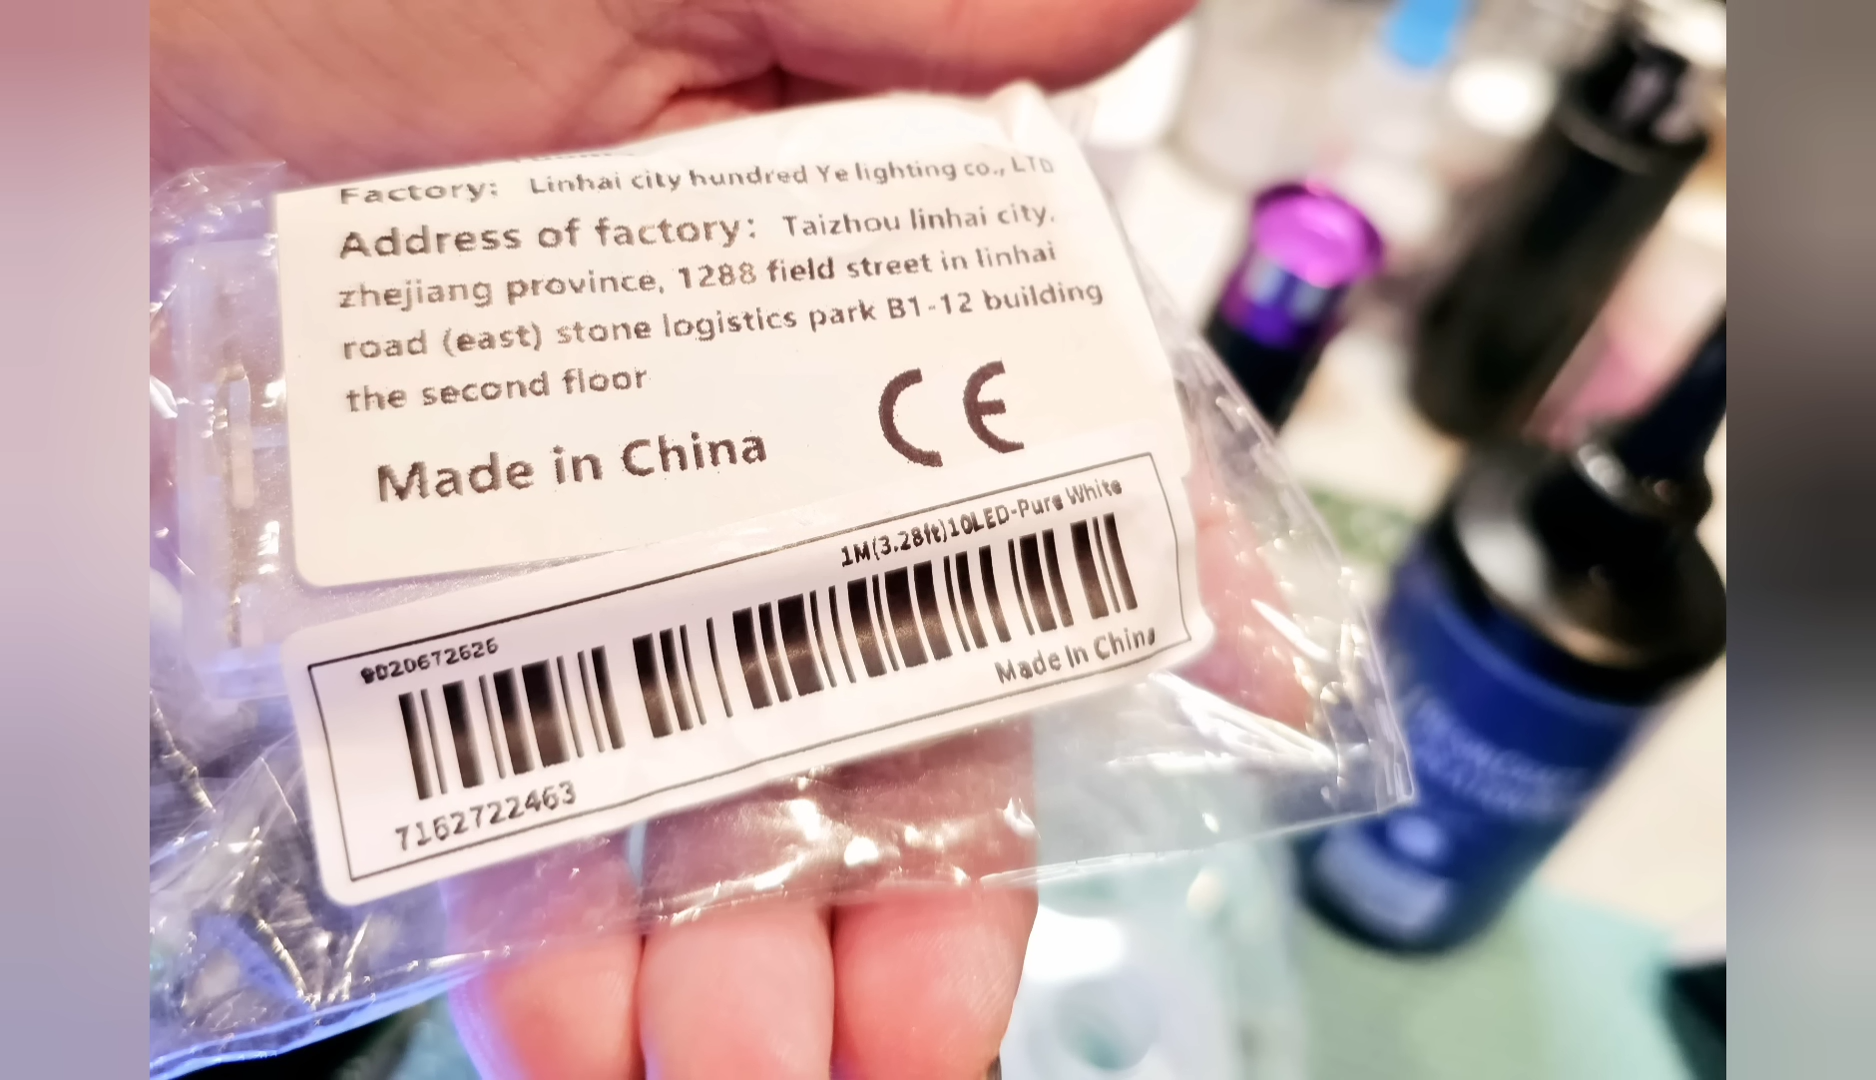 Factory: Linhai city hundred Ye lighting co., LTD
Address of factory: Taizhou linhai city.
zhejiang province, 1288 field street in linhai
road (east) stone logistics park B1-12 building
the second floor
Made in China CE
1M(3.28ft)10LED-Pure White
9020672626
Made In China
7162722463